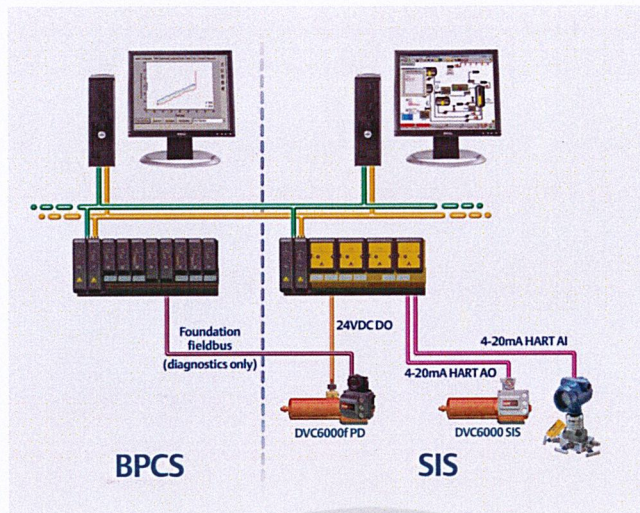 24VDC DO
Foundation
fieldbus
(diagnostics only)
4-20mA HART AI
4-20mA HART AO
DVC6000f PD
DVC6000 SIS
BPCS
SIS